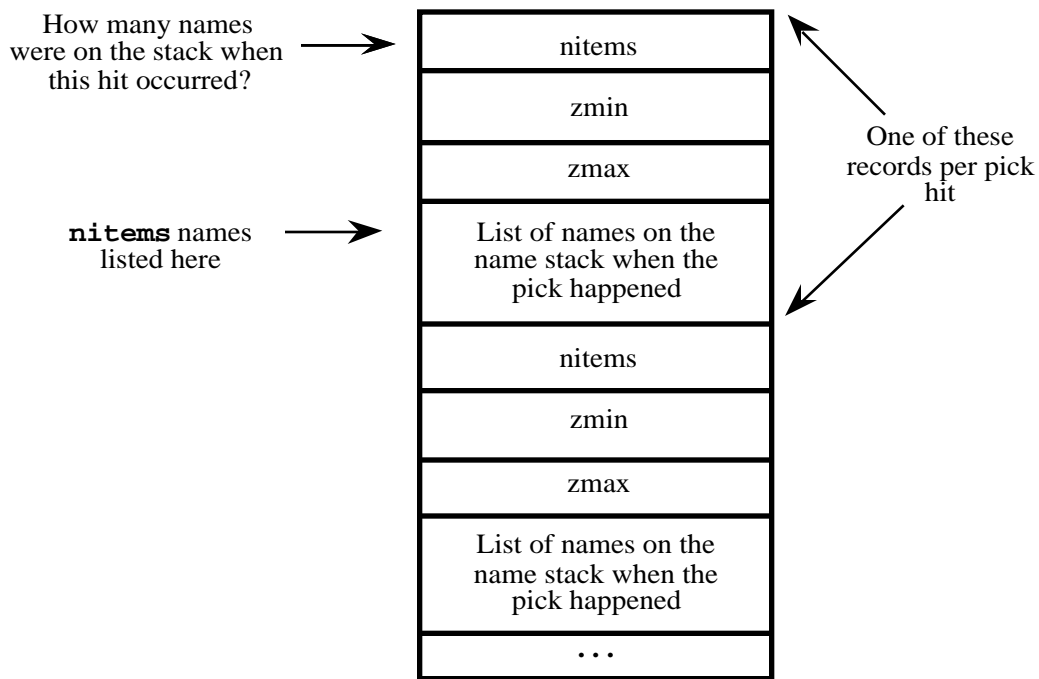 How many names
were on the stack when
this hit occurred?
nitems
zmin
zmax
One of these
records per pick
hit
nitems names
listed here
List of names on the
name stack when the
pick happened
nitems
zmin
zmax
List of names on the
name stack when the
pick happened
...